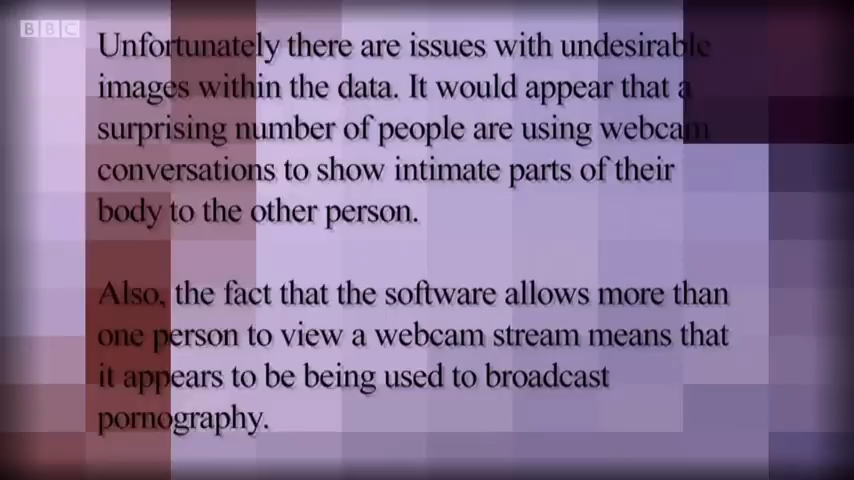 BBC
Unfortunately there are issues with undesirable
images within the data. It would appear that a
surprising number of people are using webcam
conversations to show intimate parts of their
body to the other person.
Also, the fact that the software allows more than
one person to view a webcam stream means that
it appears to be being used to broadcast
pornography.